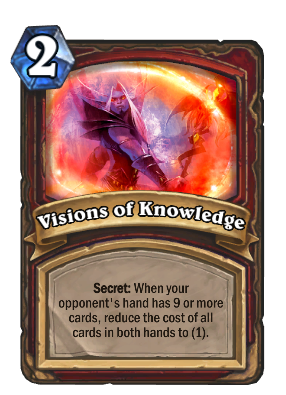 2
Visions of Knowledge
Secret: When your
opponent's hand has 9 or more
cards, reduce the cost of all
cards in both hands to (1).